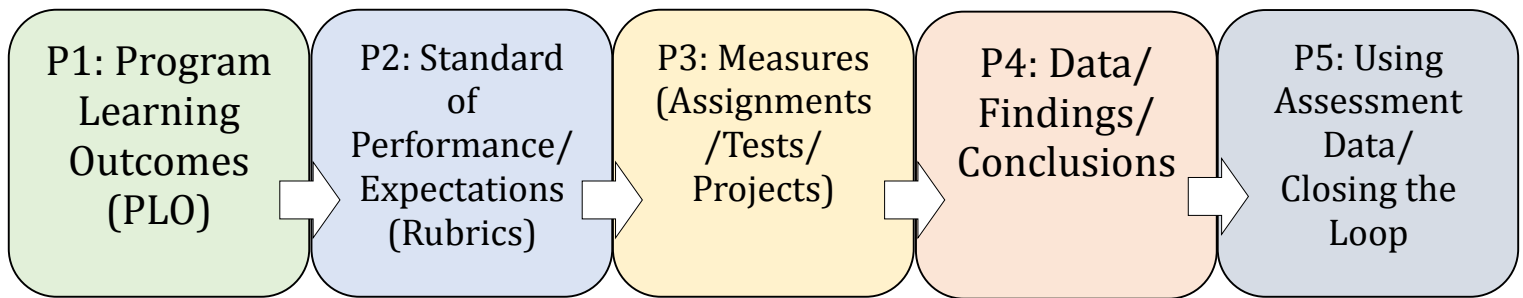 P1: Program
Learning
Outcomes
(PLO)
P2: Standard
of
Performance/
Expectations
(Rubrics)
P3: Measures
(Assignments
/Tests/
Projects)
P4: Data/
Findings/
Conclusions
P5: Using
Assessment
Data/
Closing the
Loop